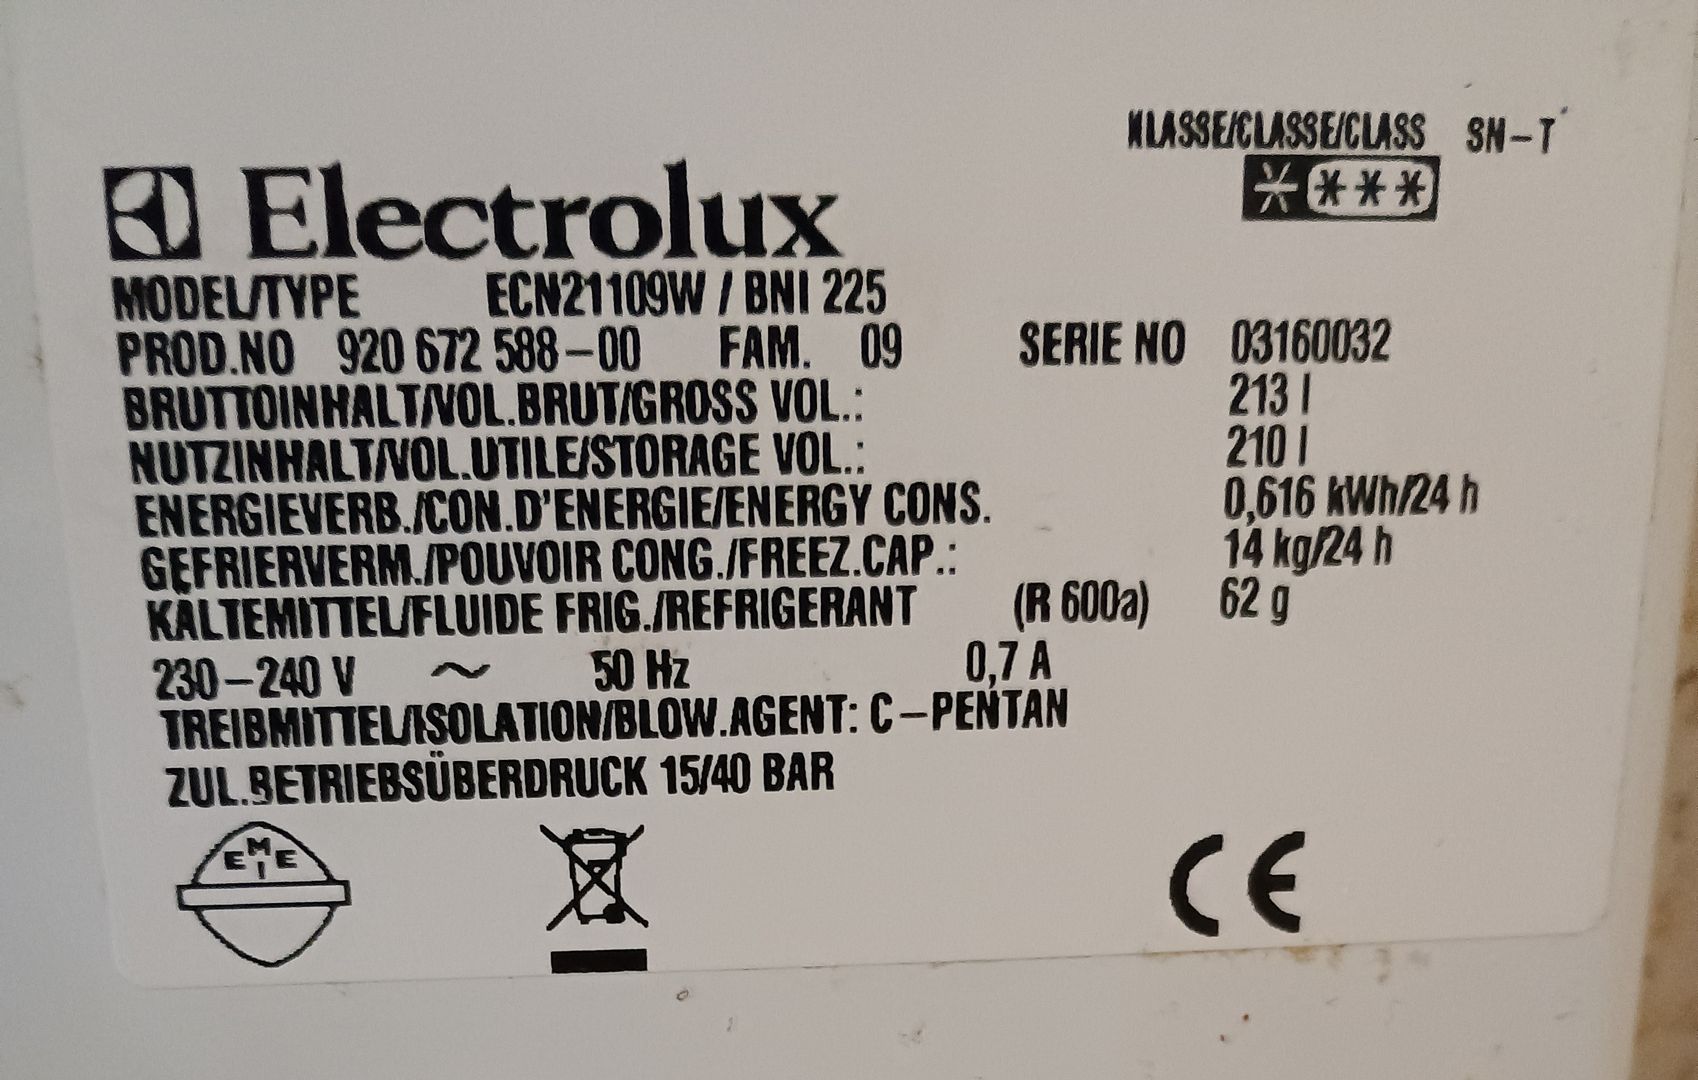 KLASSE/CLASSE/CLASS SN-T
Electrolux
MODEL/TYPE ECN21109W / BNI 225
PROD.NO 920 672 588-00 FAM. 09 SERIE NO 03160032
BRUTTOINHALT/VOL.BRUT/GROSS VOL.: 213 l
NUTZINHALT/VOL.UTILE/STORAGE VOL.: 210 l
ENERGIEVERB./CON.D'ENERGIE/ENERGY CONS. 0,616 kWh/24 h
GEFRIERVERM./POUVOIR CONG./FREEZ.CAP.: 14 kg/24 h
KÄLTEMITTEL/FLUIDE FRIG./REFRIGERANT (R 600a) 62 g
230-240 V ~ 50 Hz 0,7 A
TREIBMITTEL/ISOLATION/BLOW.AGENT: C-PENTAN
ZUL.BETRIEBSÜBERDRUCK 15/40 BAR
EMEI CE